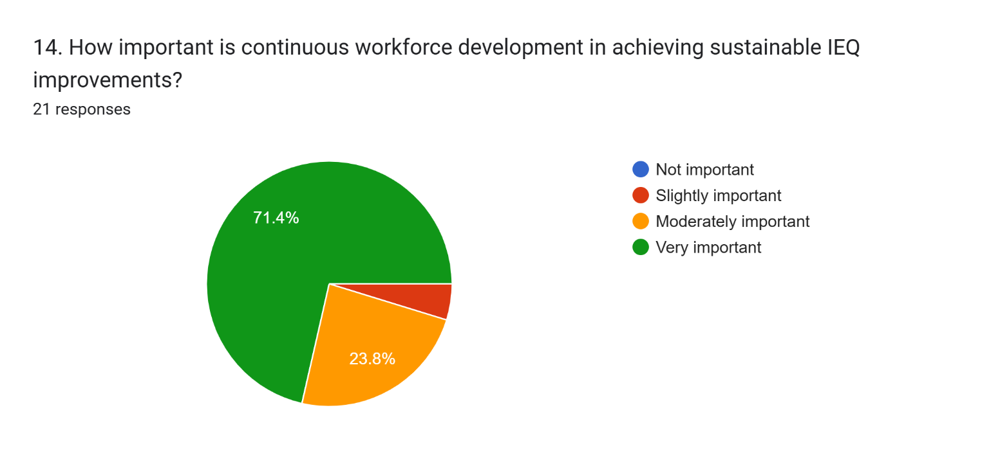 14. How important is continuous workforce development in achieving sustainable IEQ
improvements?
21 responses
71.4%
23.8%
Not important
Slightly important
Moderately important
Very important